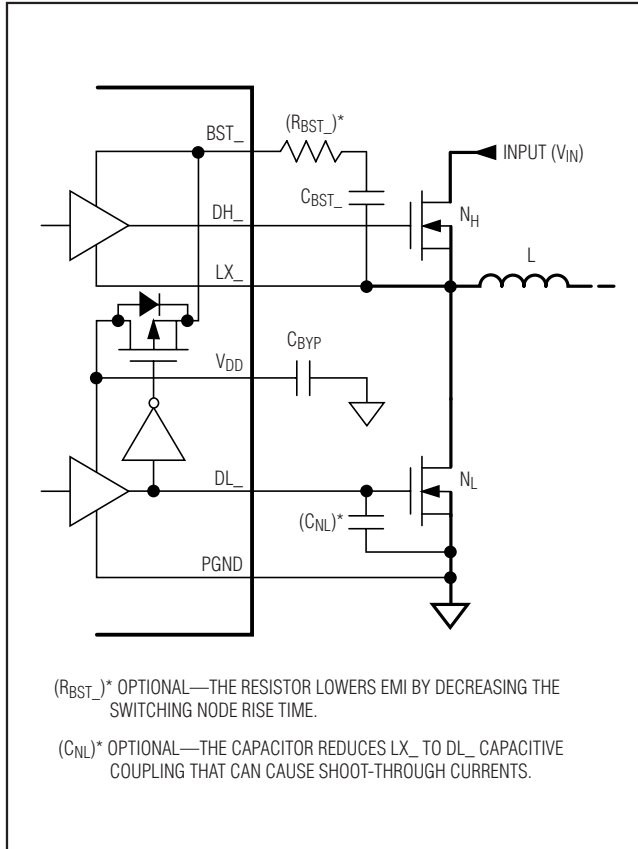 BST_
(RBST_)*
INPUT (VIN)
CBST_
DH_
NH
L
LX_
CBYP
VDD
DL_
NL
(CNL)*
PGND
(RBST_)* OPTIONAL—THE RESISTOR LOWERS EMI BY DECREASING THE
SWITCHING NODE RISE TIME.
(CNL)* OPTIONAL—THE CAPACITOR REDUCES LX_ TO DL_ CAPACITIVE
COUPLING THAT CAN CAUSE SHOOT-THROUGH CURRENTS.